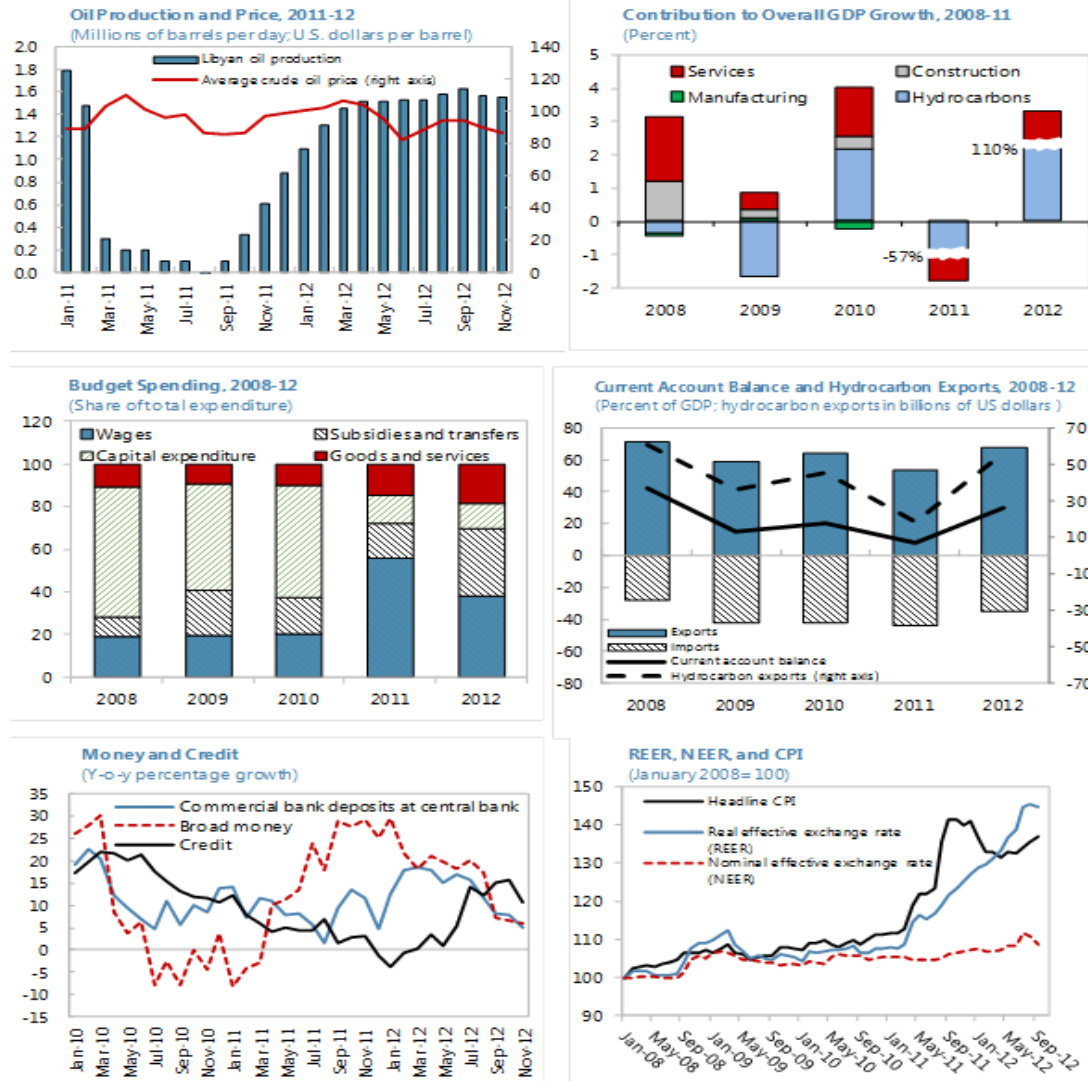 Oil Production and Price, 2011-12
(Millions of barrels per day; U.S. dollars per barrel)
2.0
1.8
1.6
1.4
1.2
1.0
0.8
0.6
0.4
0.2
0.0
140
120
100
80
60
40
20
0
Libyan oil production
Average crude oil price (right axis)
Jan-11
Mar-11
May-11
Jul-11
Sep-11
Nov-11
Jan-12
Mar-12
May-12
Jul-12
Sep-12
Nov-12
Contribution to Overall GDP Growth, 2008-11
(Percent)
5
4
3
2
1
0
-1
-2
Services
Construction
Manufacturing
Hydrocarbons
110%
-57%
2008
2009
2010
2011
2012
Budget Spending, 2008-12
(Share of total expenditure)
120
100
80
60
40
20
0
Wages
Subsidies and transfers
Capital expenditure
Goods and services
2008
2009
2010
2011
2012
Current Account Balance and Hydrocarbon Exports, 2008-12
(Percent of GDP; hydrocarbon exports in billions of US dollars )
80
60
40
20
0
-20
-40
-60
-80
70
50
30
10
-10
-30
-50
-70
Exports
Imports
Current account balance
Hydrocarbon exports (right axis)
2008
2009
2010
2011
2012
Money and Credit
(Y-o-y percentage growth)
35
30
25
20
15
10
5
0
-5
-10
-15
Commercial bank deposits at central bank
Broad money
Credit
Jan-10
Mar-10
May-10
Jul-10
Sep-10
Nov-10
Jan-11
Mar-11
May-11
Jul-11
Sep-11
Nov-11
Jan-12
Mar-12
May-12
Jul-12
Sep-12
Nov-12
REER, NEER, and CPI
(January 2008= 100)
150
140
130
120
110
100
90
Headline CPI
Real effective exchange rate
(REER)
Nominal effective exchange rate
(NEER)
Jan-08
May-08
Sep-08
Jan-09
May-09
Sep-09
Jan-10
May-10
Sep-10
Jan-11
May-11
Sep-11
Jan-12
May-12
Sep-12